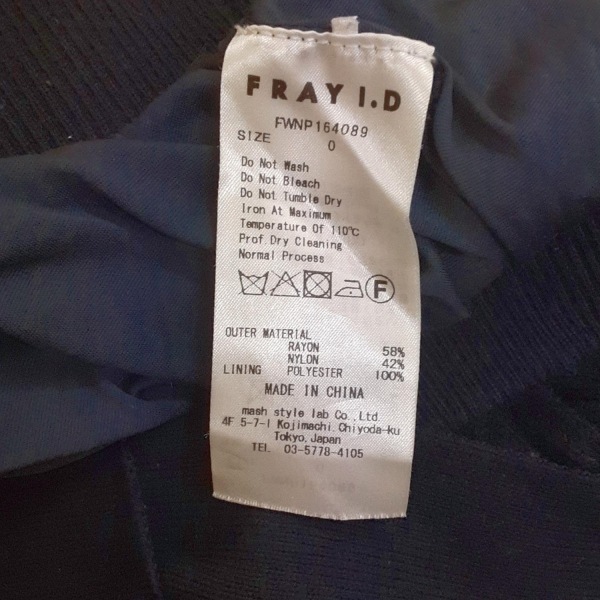 FRAY I.D
FWNP164089
SIZE 0
Do Not Wash
Do Not Bleach
Do Not Tumble Dry
Iron At Maximum
Temperature Of 110℃
Prof Dry Cleaning
Normal Process
F
OUTER MATERIAL
RAYON 58%
NYLON 42%
LINING POLYESTER 100%
MADE IN CHINA
mash style lab Co., Ltd.
4F 5-7-1 Kojimachi. Chiyoda-ku
Tokyo, Japan
TEL 03-5778-4105